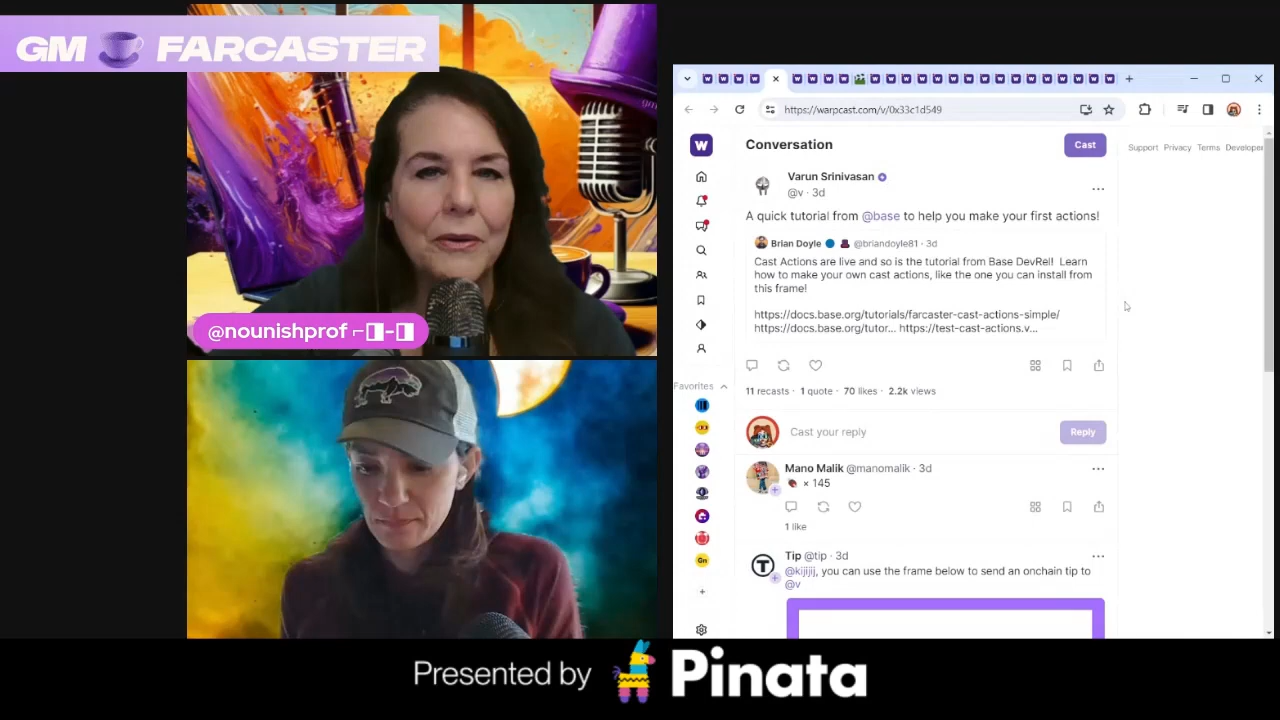 GM FARCASTER
gm
@nounishprof ⌐◨-◨
https://warpcast.com/v/0x33c1d549
W
Conversation
Cast
Support Privacy Terms Developer
Varun Srinivasan
@v · 3d
A quick tutorial from @base to help you make your first actions!
Brian Doyle @briandoyle81 · 3d
Cast Actions are live and so is the tutorial from Base DevRel! Learn
how to make your own cast actions, like the one you can install from
this frame!
https://docs.base.org/tutorials/farcaster-cast-actions-simple/
https://docs.base.org/tutor... https://test-cast-actions.v...
11 recasts · 1 quote · 70 likes · 2.2k views
Favorites
Cast your reply
Reply
Mano Malik @manomalik · 3d
🍖 × 145
1 like
Tip @tip · 3d
@kijijij, you can use the frame below to send an onchain tip to
@v
Gn
Presented by Pinata